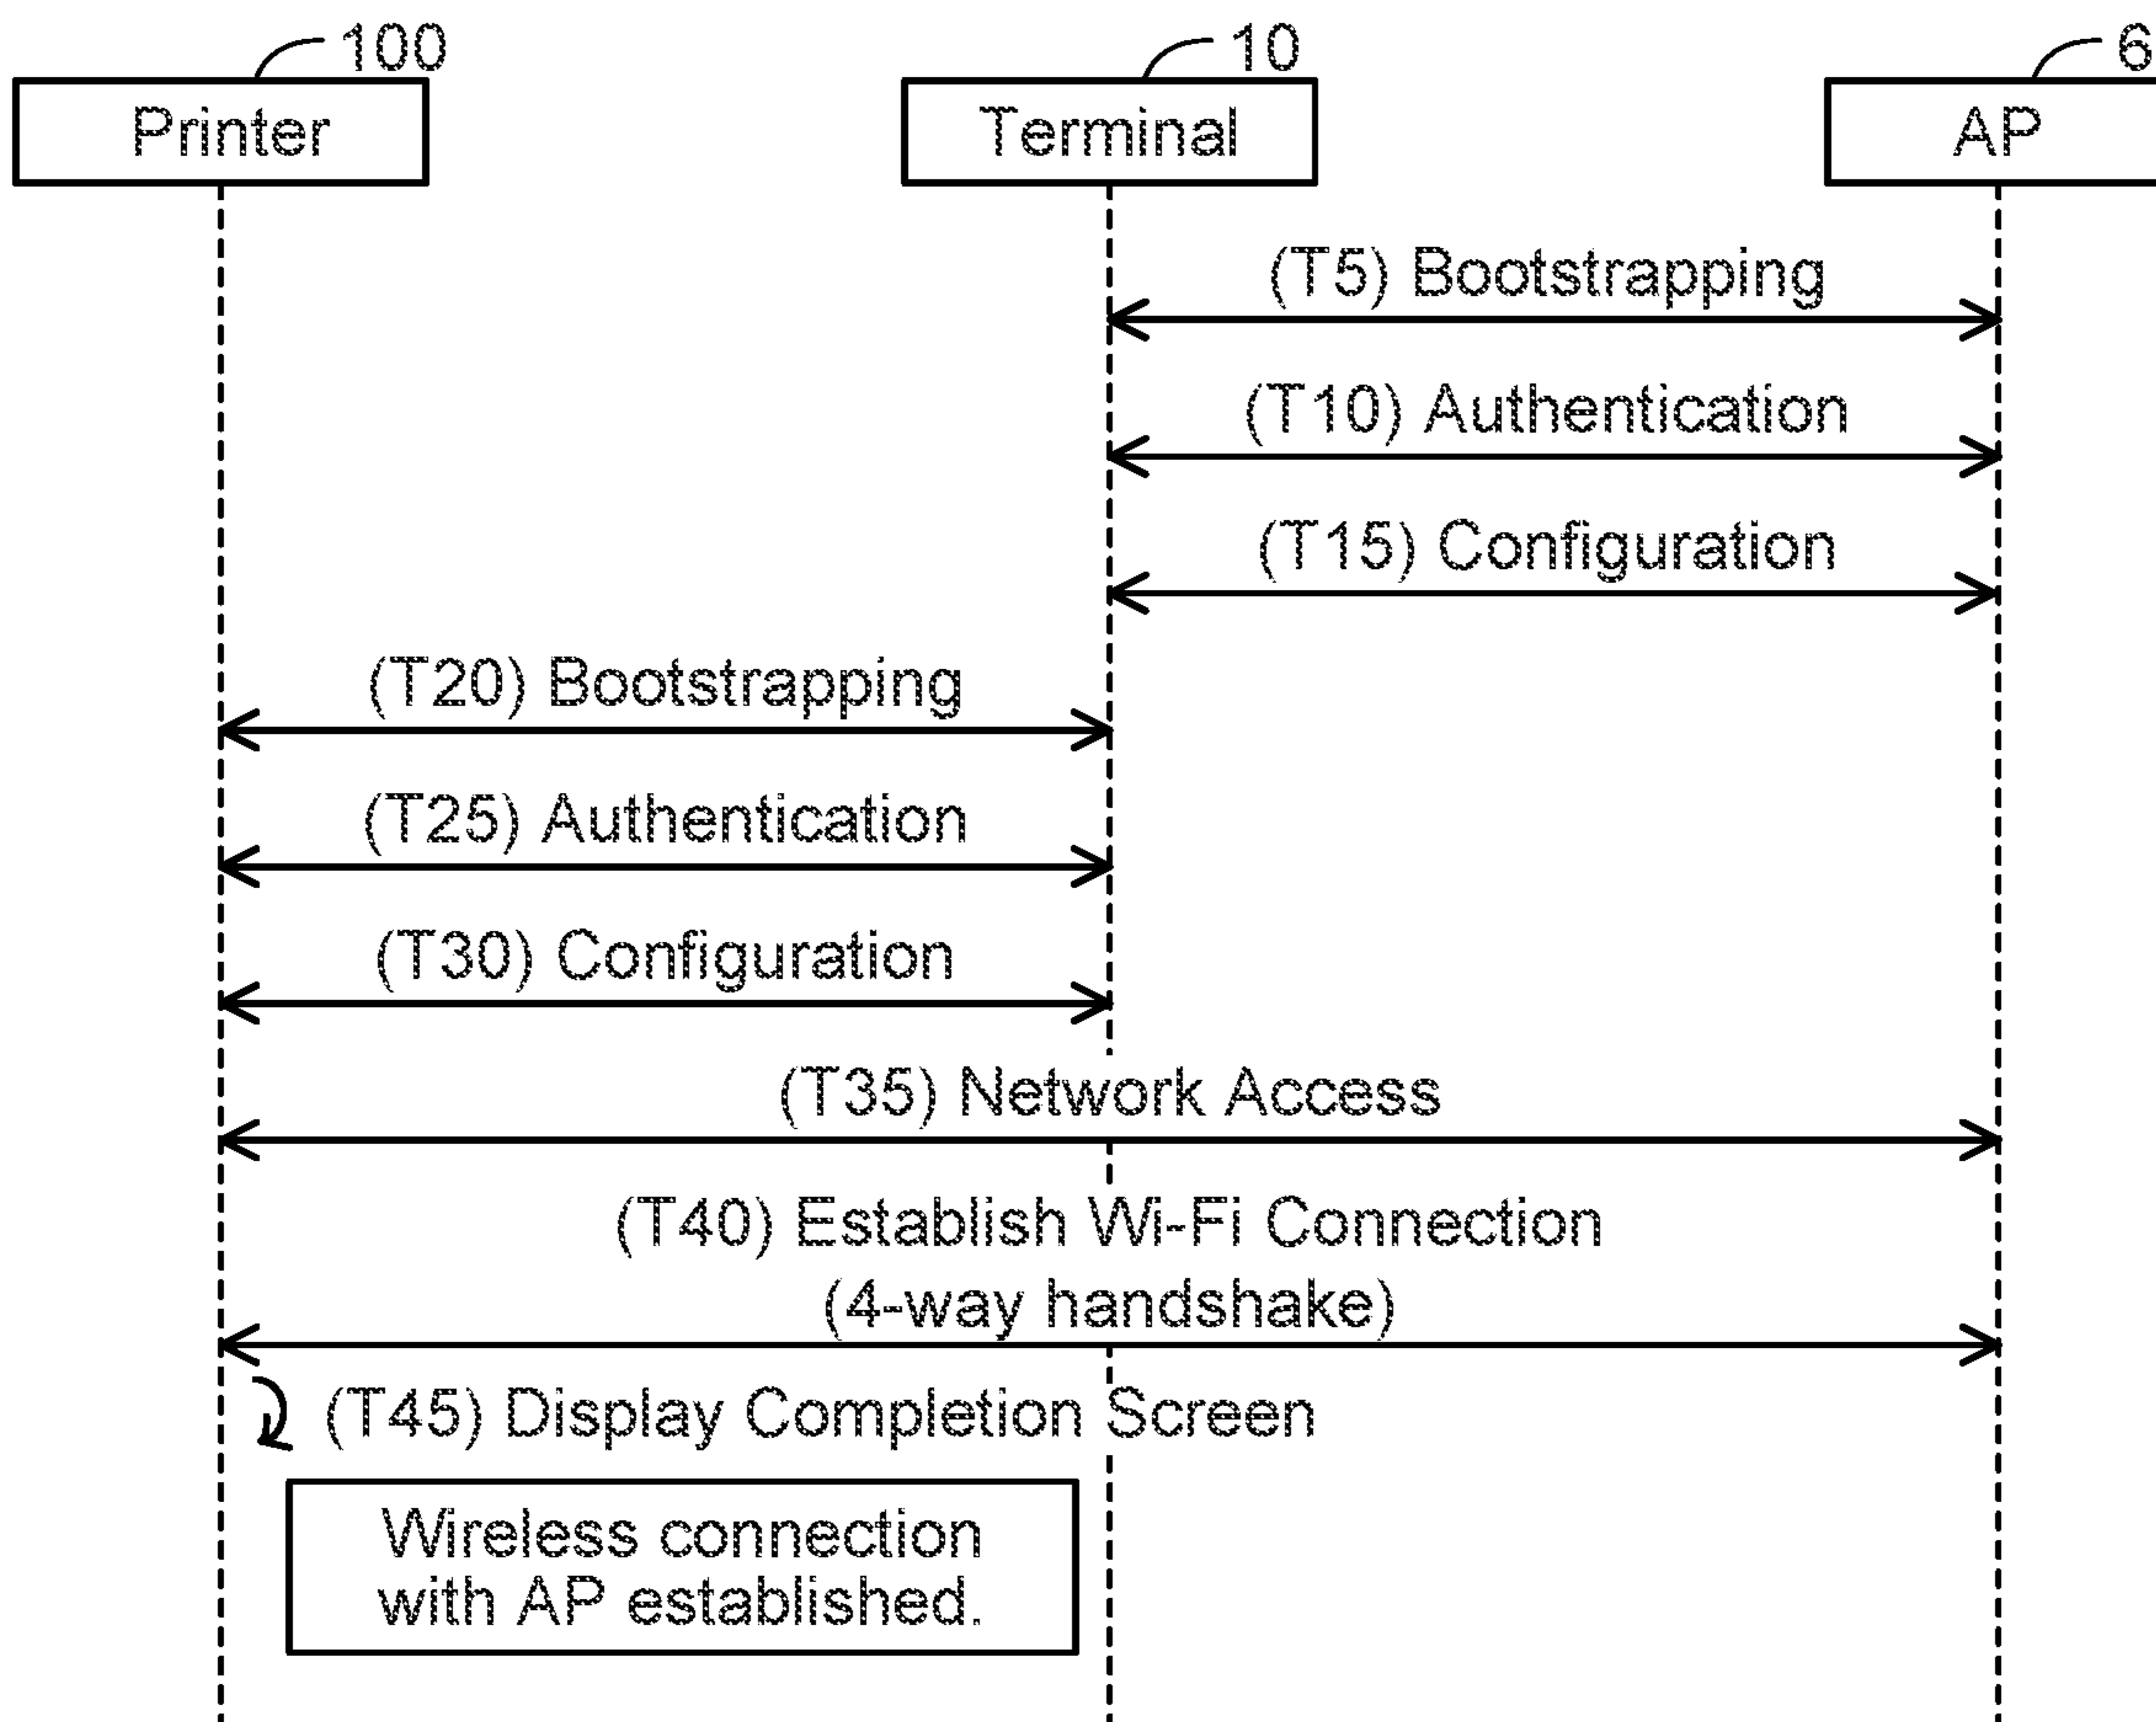 100
10
6
Printer
Terminal
AP
(T5) Bootstrapping
(T10) Authentication
(T15) Configuration
(T20) Bootstrapping
(T25) Authentication
(T30) Configuration
(T35) Network Access
(T40) Establish Wi-Fi Connection
(4-way handshake)
(T45) Display Completion Screen
Wireless connection
with AP established.